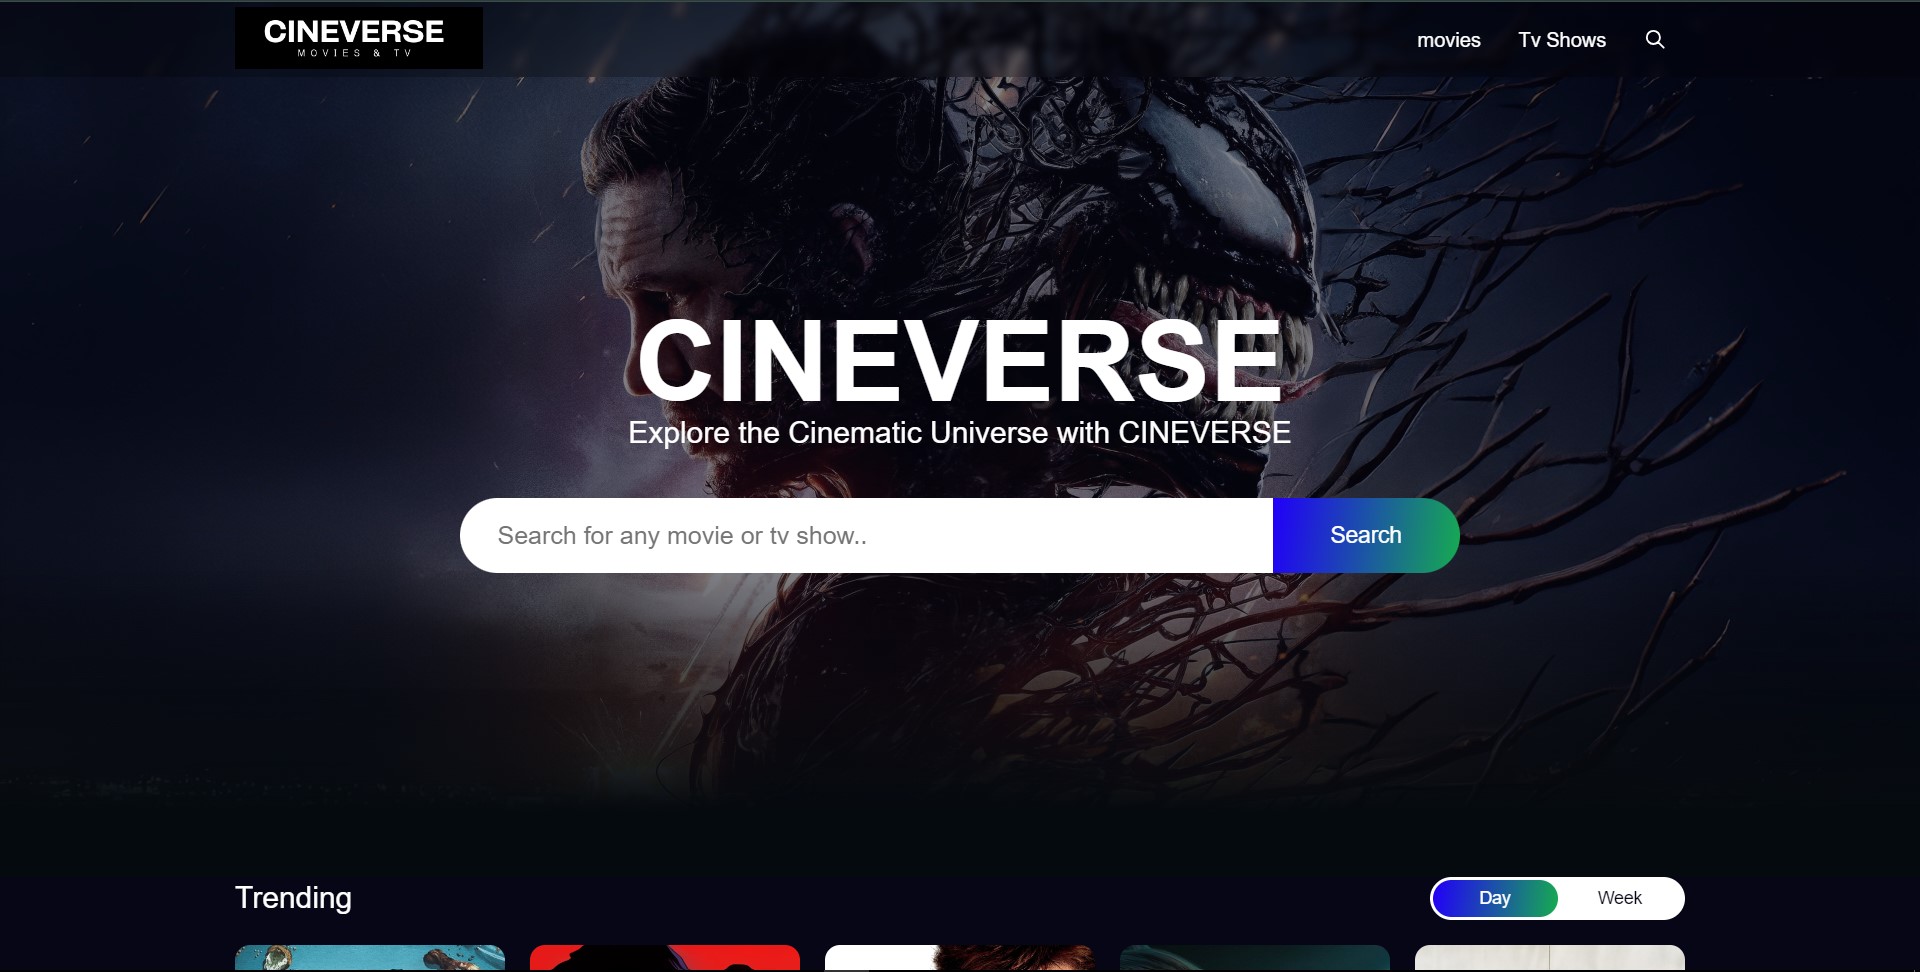 CINEVERSE
MOVIES & TV
movies
Tv Shows
CINEVERSE
Explore the Cinematic Universe with CINEVERSE
Search for any movie or tv show..
Search
Trending
Day
Week